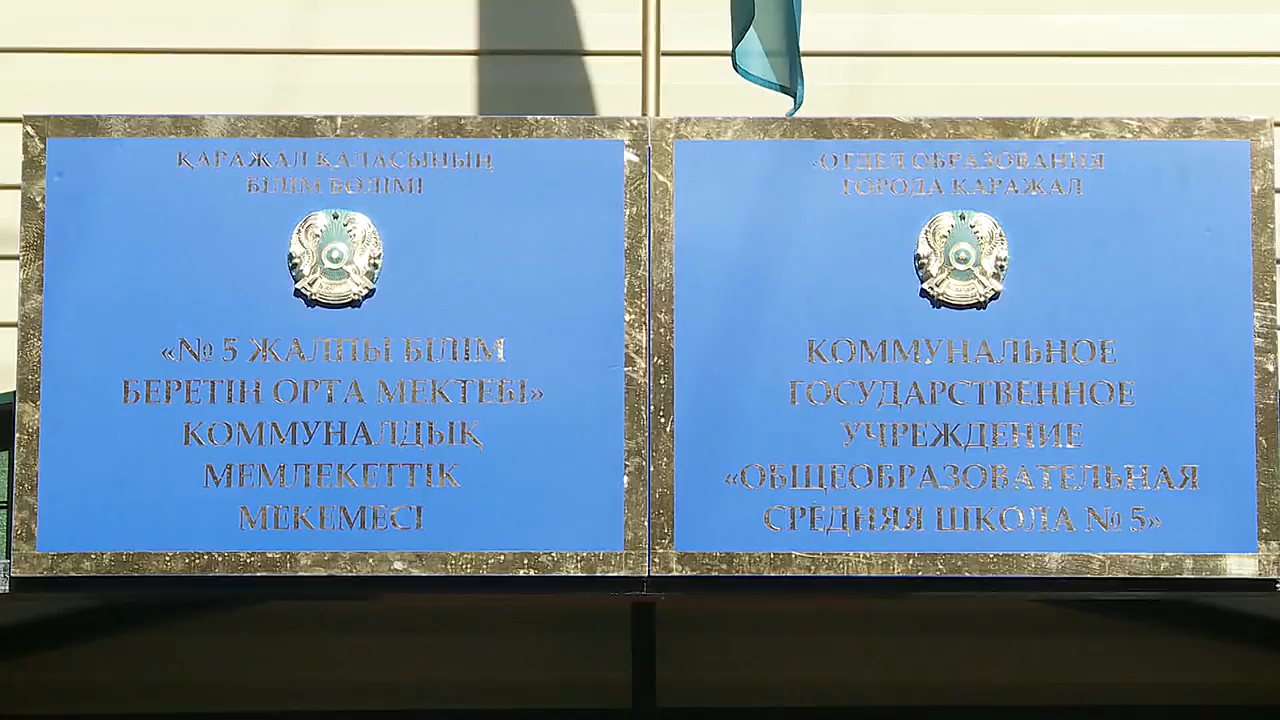 ҚАРАЖАЛ ҚАЛАСЫНЫҢ
БІЛІМ БӨЛІМІ
«№ 5 ЖАЛПЫ БІЛІМ
БЕРЕТІН ОРТА МЕКТЕБІ»
КОММУНАЛДЫҚ
МЕМЛЕКЕТТІК
МЕКЕМЕСІ
ОТДЕЛ ОБРАЗОВАНИЯ
ГОРОДА КАРАЖАЛ
КОММУНАЛЬНОЕ
ГОСУДАРСТВЕННОЕ
УЧРЕЖДЕНИЕ
«ОБЩЕОБРАЗОВАТЕЛЬНАЯ
СРЕДНЯЯ ШКОЛА № 5»